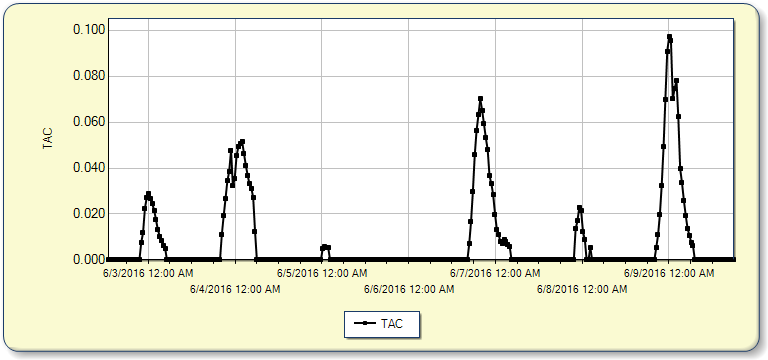 0.100
0.080
0.060
0.040
0.020
0.000
TAC
6/3/2016 12:00 AM
6/4/2016 12:00 AM
6/5/2016 12:00 AM
6/6/2016 12:00 AM
6/7/2016 12:00 AM
6/8/2016 12:00 AM
6/9/2016 12:00 AM
TAC